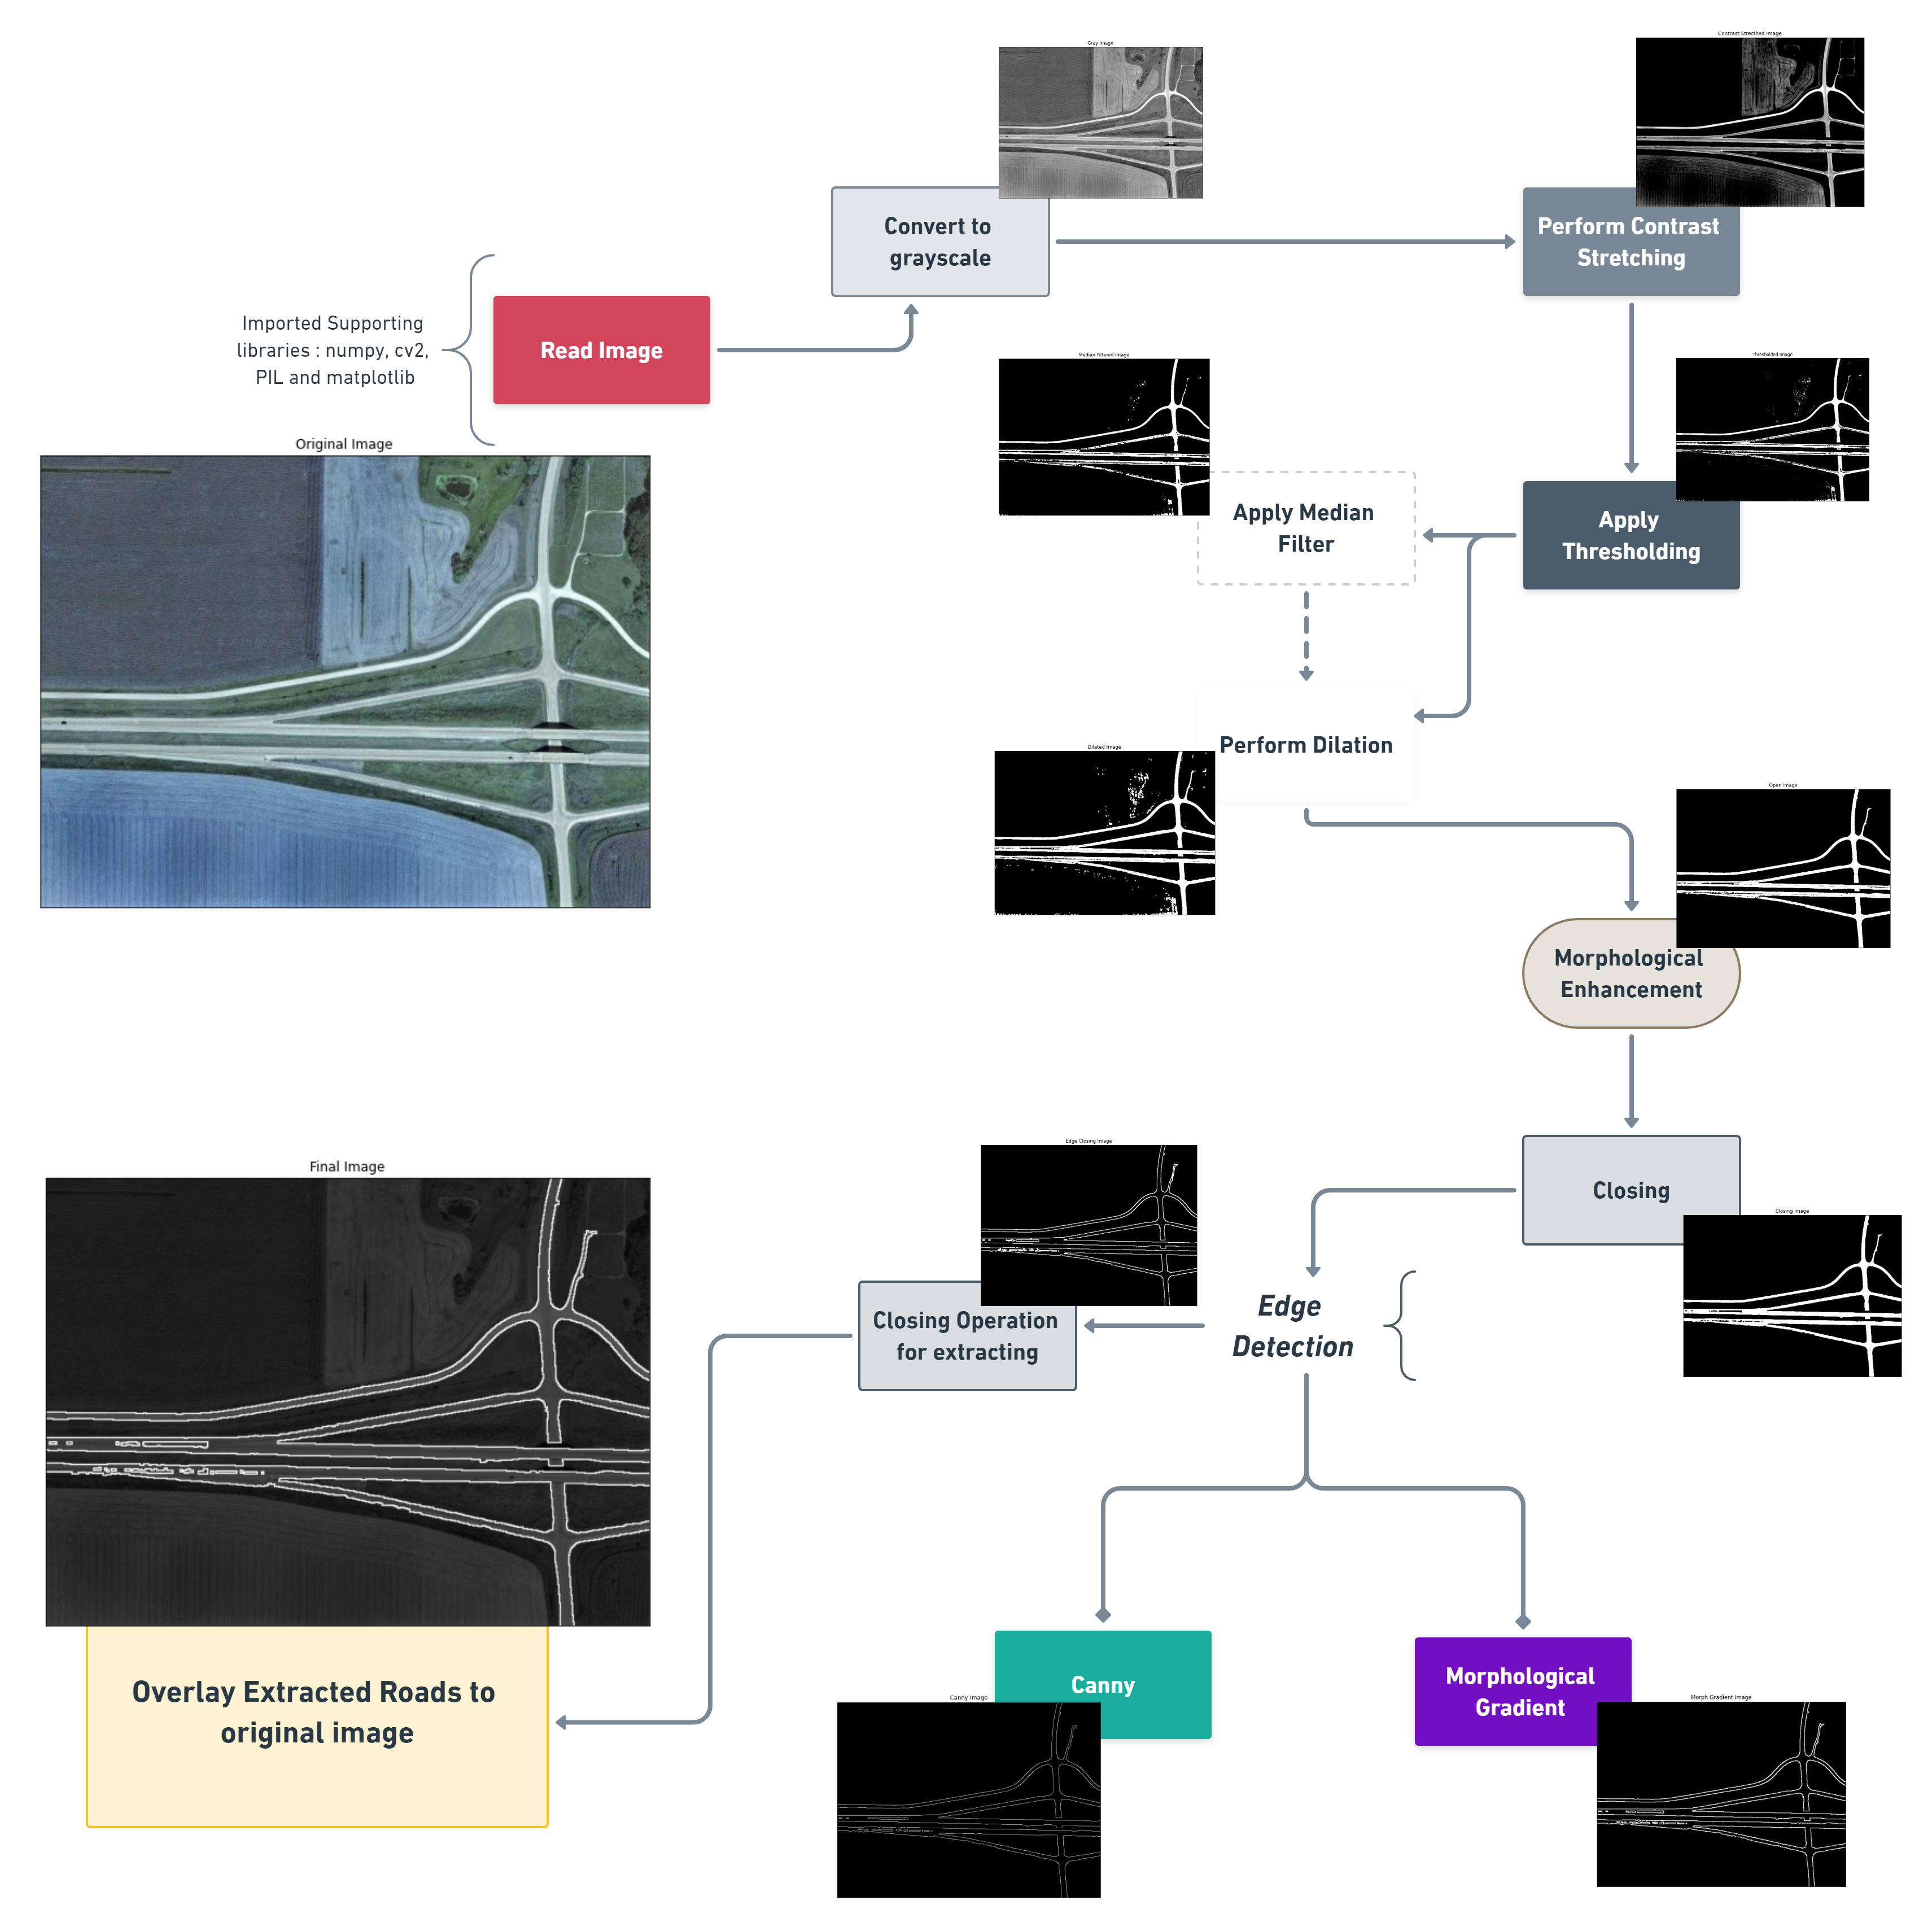 Gray Image
Contrast Strecthed Image
Convert to
grayscale
Perform Contrast
Stretching
Imported Supporting
libraries : numpy, cv2,
PIL and matplotlib
Read Image
Original Image
Median Filtered Image
Thresholded Image
Apply Median
Filter
Apply
Thresholding
Perform Dilation
Dilated Image
Open Image
Morphological
Enhancement
Closing
Closing Image
Edge Closing Image
Edge
Detection
Closing Operation
for extracting
Final Image
Overlay Extracted Roads to
original image
Canny
Canny Image
Morphological
Gradient
Morph Gradient Image